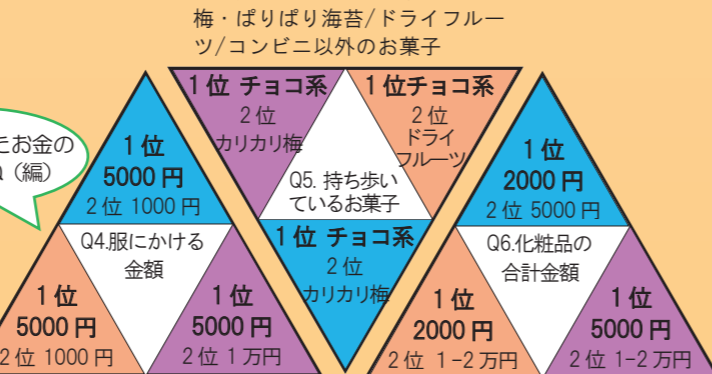 梅・ぱりぱり海苔/ドライフルー
ツ/コンビニ以外のお菓子
とお金の
（編）
1位 チョコ系
2位
カリカリ梅
1位チョコ系
2位
ドライ
フルーツ
Q5. 持ち歩い
ているお菓子
1位 チョコ系
2位
カリカリ梅
1位
5000円
2位 1000円
Q4.服にかける
金額
1位
5000円
2位 1000円
1位
5000円
2位 1万円
1位
2000円
2位 5000円
Q6.化粧品の
合計金額
1位
2000円
2位 1-2万円
1位
5000円
2位 1-2万円